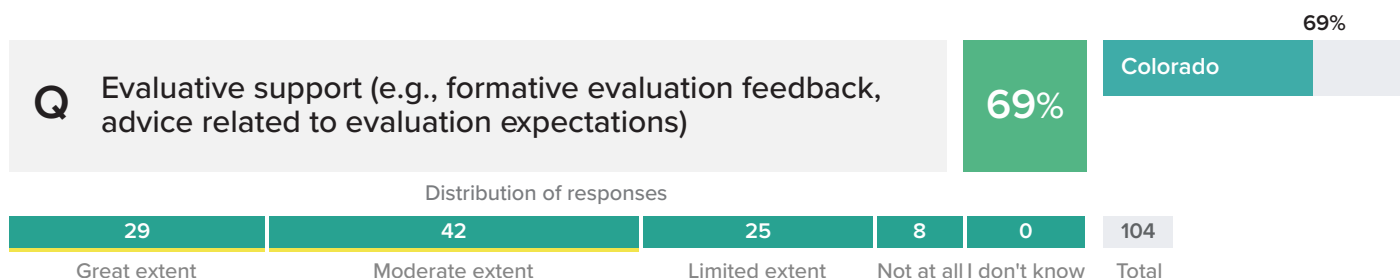 69%
Q Evaluative support (e.g., formative evaluation feedback,
advice related to evaluation expectations)
69%
Colorado
Distribution of responses
29 42 25 8 0 104
Great extent Moderate extent Limited extent Not at all I don't know Total